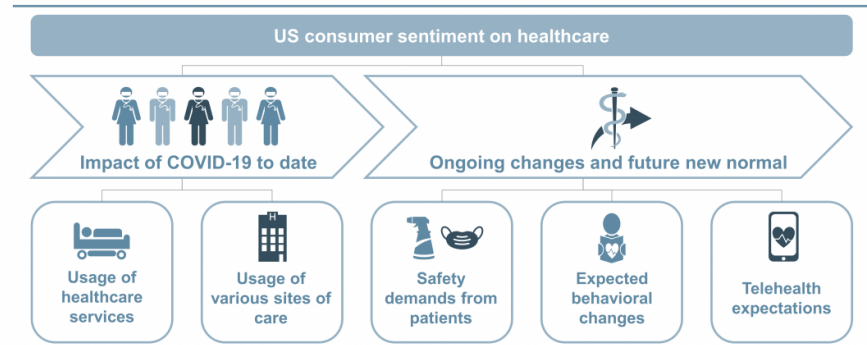 US consumer sentiment on healthcare
Impact of COVID-19 to date
Ongoing changes and future new normal
H
Usage of
healthcare
services
Usage of
various sites of
care
Safety
demands from
patients
Expected
behavioral
changes
Telehealth
expectations